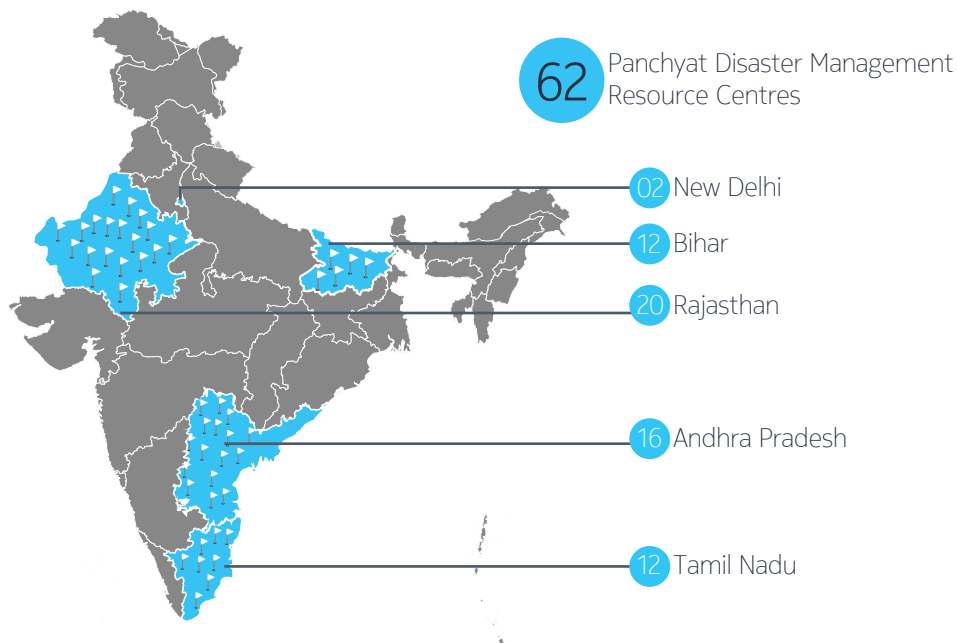 62
Panchyat Disaster Management
Resource Centres
02 New Delhi
12 Bihar
20 Rajasthan
16 Andhra Pradesh
12 Tamil Nadu